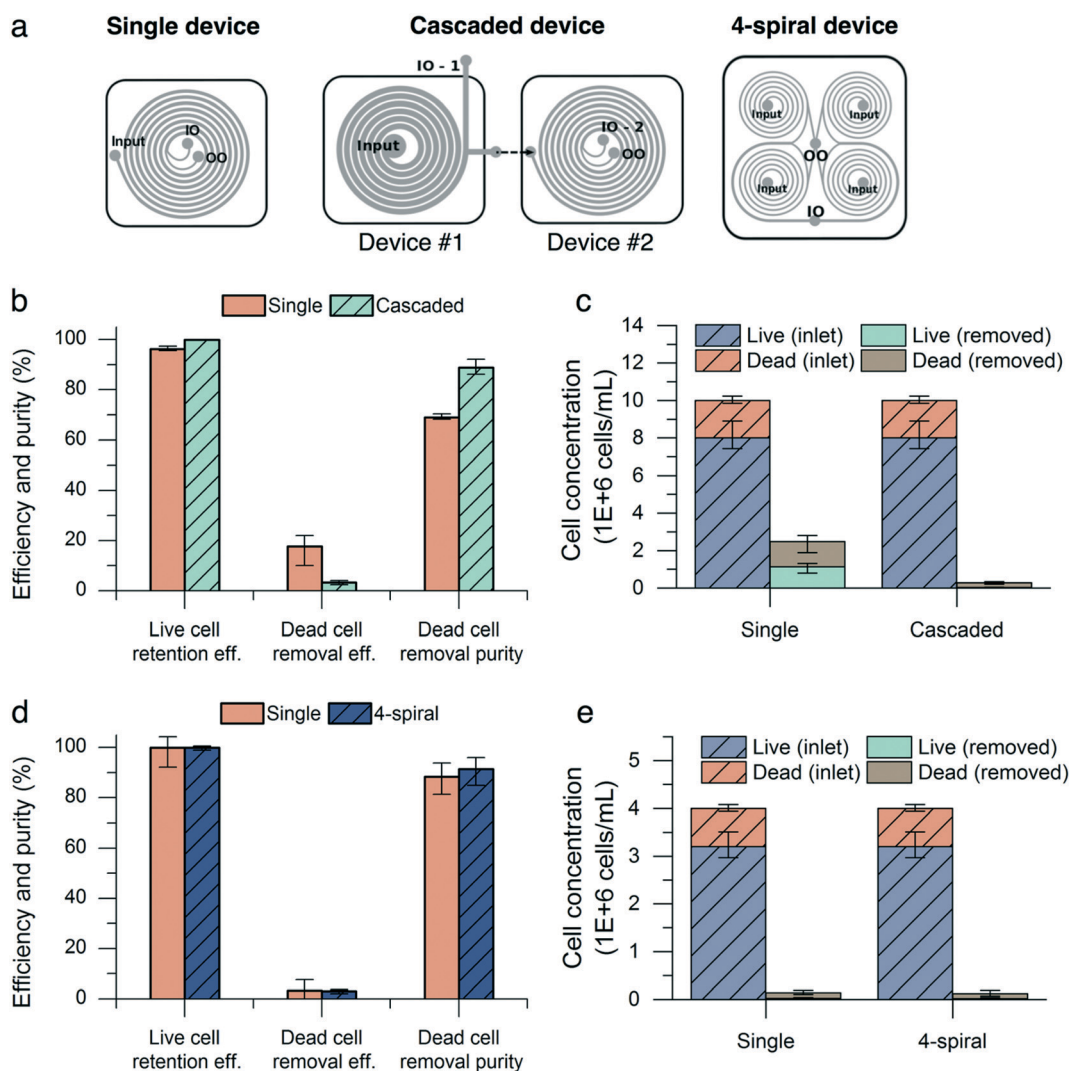 a
Single device
Cascaded device
4-spiral device
Input
IO
OO
IO - 1
Input
IO - 2
OO
Device #1
Device #2
Input
Input
OO
Input
Input
IO
b
Single
Cascaded
Efficiency and purity (%)
100
80
60
40
20
0
Live cell
retention eff.
Dead cell
removal eff.
Dead cell
removal purity
c
Live (inlet)
Live (removed)
Dead (inlet)
Dead (removed)
Cell concentration
(1E+6 cells/mL)
14
12
10
8
6
4
2
0
Single
Cascaded
d
Single
4-spiral
Efficiency and purity (%)
100
80
60
40
20
0
Live cell
retention eff.
Dead cell
removal eff.
Dead cell
removal purity
e
Live (inlet)
Live (removed)
Dead (inlet)
Dead (removed)
Cell concentration
(1E+6 cells/mL)
5
4
3
2
1
0
Single
4-spiral